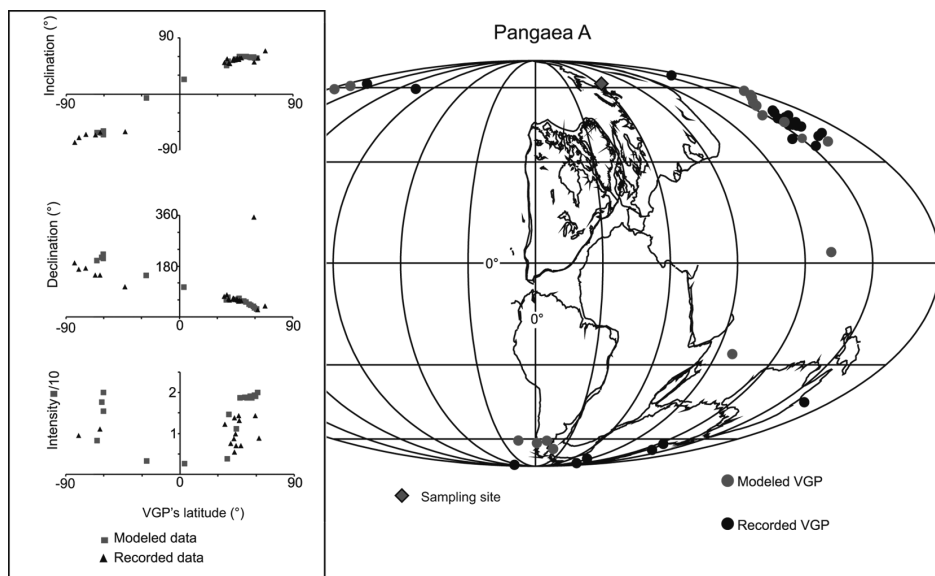 Pangaea A
Inclination (°)
90
-90
90
-90
Declination (°)
360
180
-90
0
90
Intensity■/10
2
1
0
-90
0
90
VGP's latitude (°)
■ Modeled data
▲ Recorded data
0°
0°
Sampling site
Modeled VGP
Recorded VGP